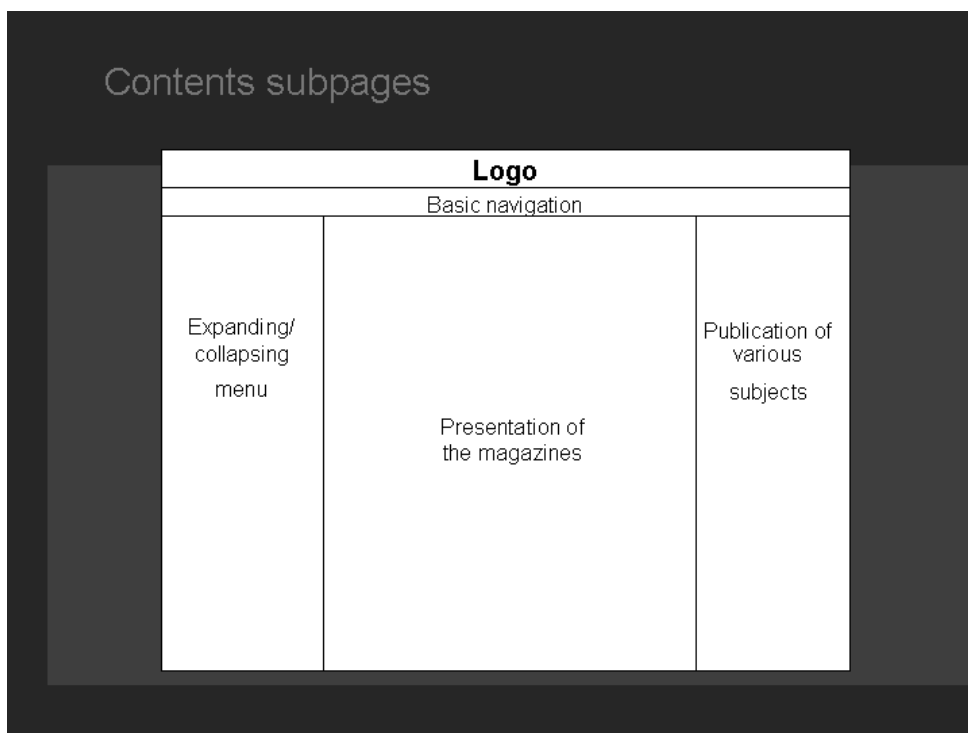 Contents subpages
Logo
Basic navigation
Expanding/
collapsing
menu
Presentation of
the magazines
Publication of
various
subjects